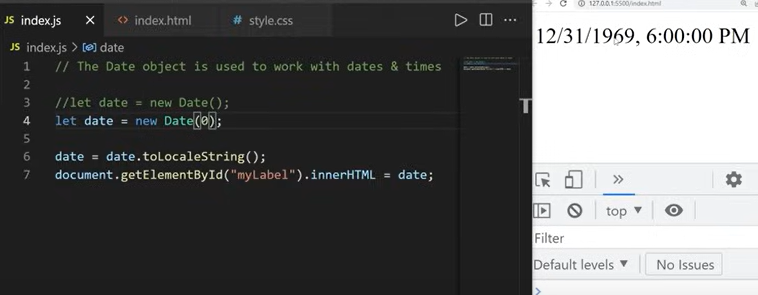 JS index.js × <> index.html # style.css ···
JS index.js > date
1 // The Date object is used to work with dates & times
2
3 //let date = new Date();
4 let date = new Date(0);
5
6 date = date.toLocaleString();
7 document.getElementById("myLabel").innerHTML = date;
127.0.0.1:5500/index.html
12/31/1969, 6:00:00 PM
top ▼
Filter
Default levels ▼ No Issues